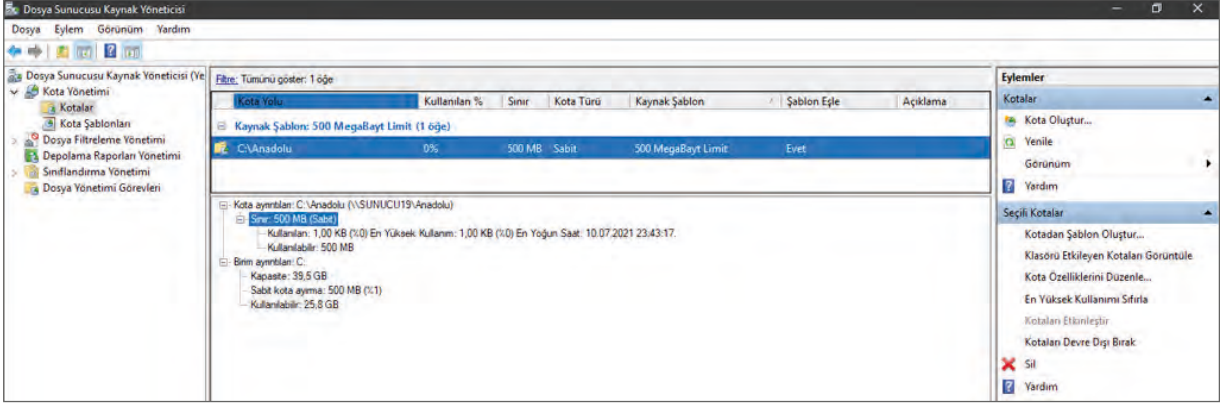 Dosya Sunucusu Kaynak Yöneticisi
Dosya Eylem Görünüm Yardım
Dosya Sunucusu Kaynak Yöneticisi (Ye
Kota Yönetimi
Kotalar
Kota Şablonları
Dosya Filtreleme Yönetimi
Depolama Raporları Yönetimi
Sınıflandırma Yönetimi
Dosya Yönetimi Görevleri
Filtre: Tümünü göster: 1 öğe
Kota Yolu Kullanılan % Sınır Kota Türü Kaynak Şablon Şablon Eşle Açıklama
Kaynak Şablon: 500 MegaBayt Limit (1 öğe)
C:\Anadolu 0% 500 MB Sabit 500 MegaBayt Limit Evet
Kota ayrıntıları: C:\Anadolu (\\SUNUCU19\Anadolu)
Sınır: 500 MB (Sabit)
Kullanılan: 1,00 KB (%0) En Yüksek Kullanım: 1,00 KB (%0) En Yoğun Saat: 10.07.2021 23:43:17.
Kullanılabilir: 500 MB
Birim ayrıntıları: C:
Kapasite: 39,5 GB
Sabit kota ayırma: 500 MB (%1)
Kullanılabilir: 25,8 GB
Eylemler
Kotalar
Kota Oluştur...
Yenile
Görünüm
Yardım
Seçili Kotalar
Kotadan Şablon Oluştur...
Klasörü Etkileyen Kotaları Görüntüle
Kota Özelliklerini Düzenle...
En Yüksek Kullanımı Sıfırla
Kotaları Etkinleştir
Kotaları Devre Dışı Bırak
Sil
Yardım